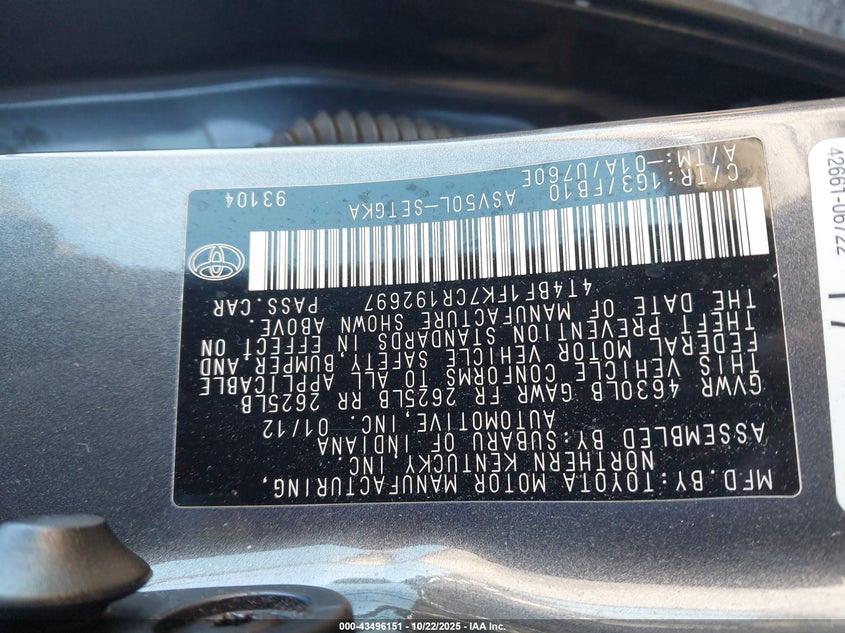 MFD.BY:TOYOTA MOTOR MANUFACTURING,
NORTHERN KENTUCKY, INC.
ASSEMBLED BY:SUBARU OF INDIANA
AUTOMOTIVE, INC. 01/12
GVWR 4630LB GAWR FR 2625LB RR 2625LB
THIS VEHICLE CONFORMS TO ALL APPLICABLE
FEDERAL MOTOR VEHICLE SAFETY, BUMPER, AND
THEFT PREVENTION STANDARDS IN EFFECT ON
THE DATE OF MANUFACTURE SHOWN ABOVE.
4T4BF1FK7CR192697 PASS.CAR
C/TR:1G3/FB10 ASV50L-SETGKA
A/TM:-01A/U760E 93104
42661-06722
17
000-43496151 | 10/22/2025 | IAA Inc.